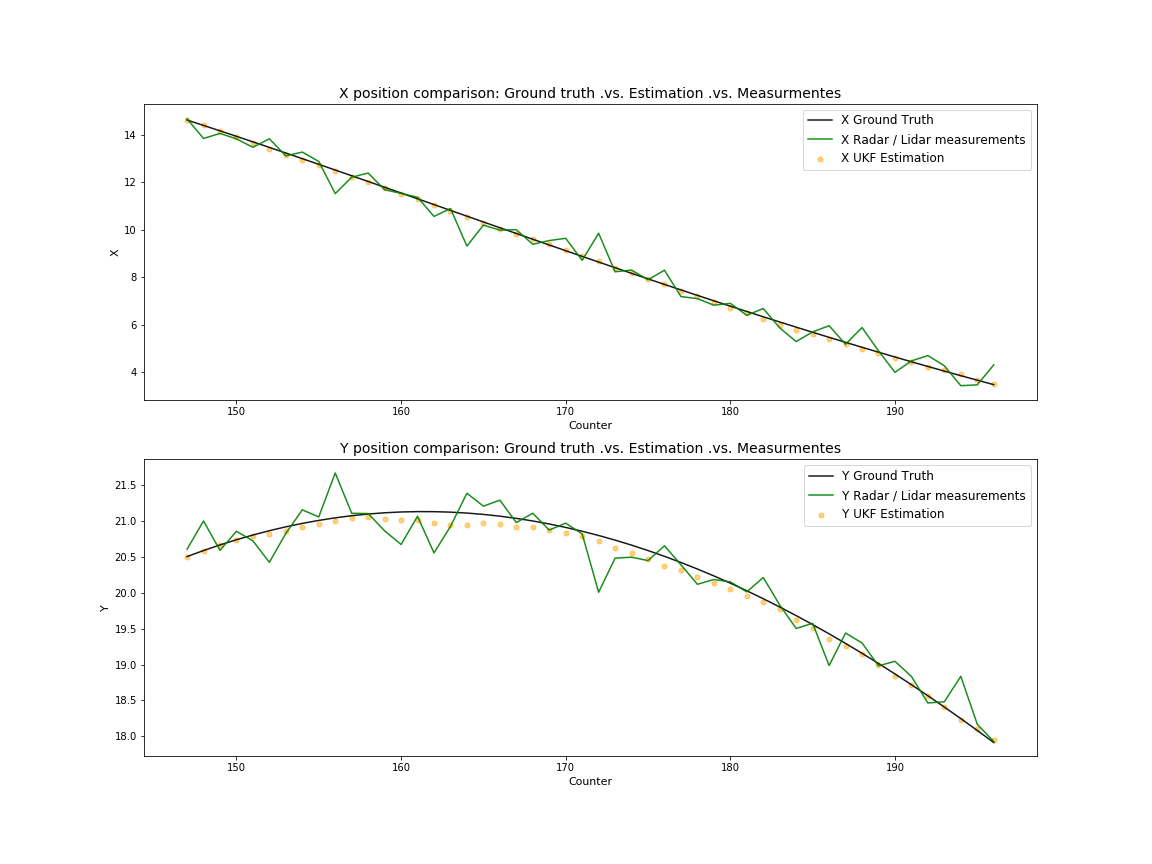 X position comparison: Ground truth .vs. Estimation .vs. Measurmentes
X Ground Truth
X Radar / Lidar measurements
X UKF Estimation
14
12
10
8
6
4
X
150
160
170
180
190
Counter
Y position comparison: Ground truth .vs. Estimation .vs. Measurmentes
Y Ground Truth
Y Radar / Lidar measurements
Y UKF Estimation
21.5
21.0
20.5
20.0
19.5
19.0
18.5
18.0
Y
150
160
170
180
190
Counter